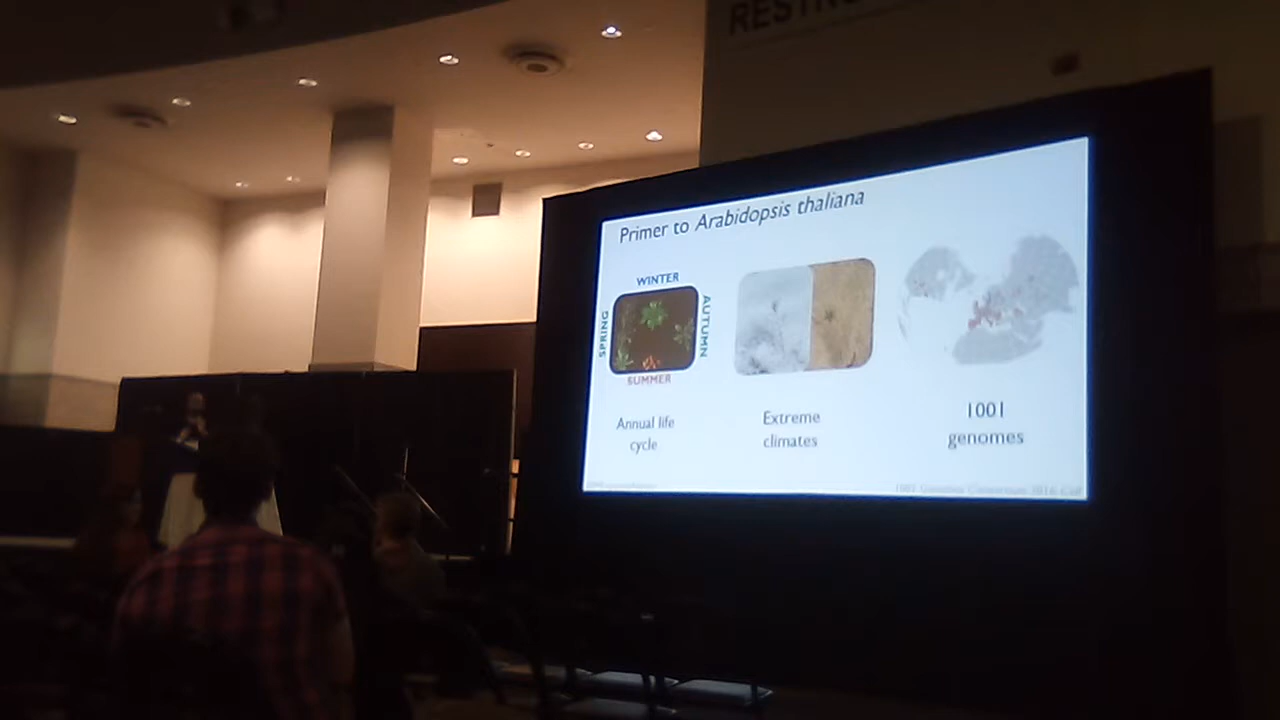 Primer to Arabidopsis thaliana
WINTER
SPRING
AUTUMN
SUMMER
Annual life
cycle
Extreme
climates
1001
genomes